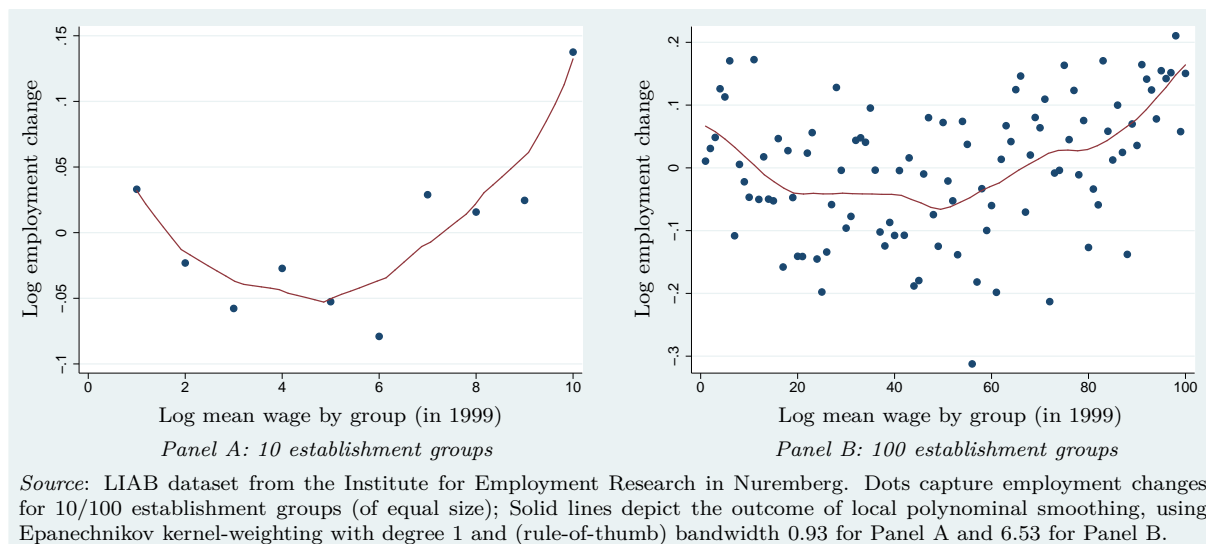 .15
.1
.05
0
-.05
-.1
Log employment change
0 2 4 6 8 10
Log mean wage by group (in 1999)
Panel A: 10 establishment groups
.2
.1
0
-.1
-.2
-.3
Log employment change
0 20 40 60 80 100
Log mean wage by group (in 1999)
Panel B: 100 establishment groups
Source: LIAB dataset from the Institute for Employment Research in Nuremberg. Dots capture employment changes
for 10/100 establishment groups (of equal size); Solid lines depict the outcome of local polynominal smoothing, using
Epanechnikov kernel-weighting with degree 1 and (rule-of-thumb) bandwidth 0.93 for Panel A and 6.53 for Panel B.